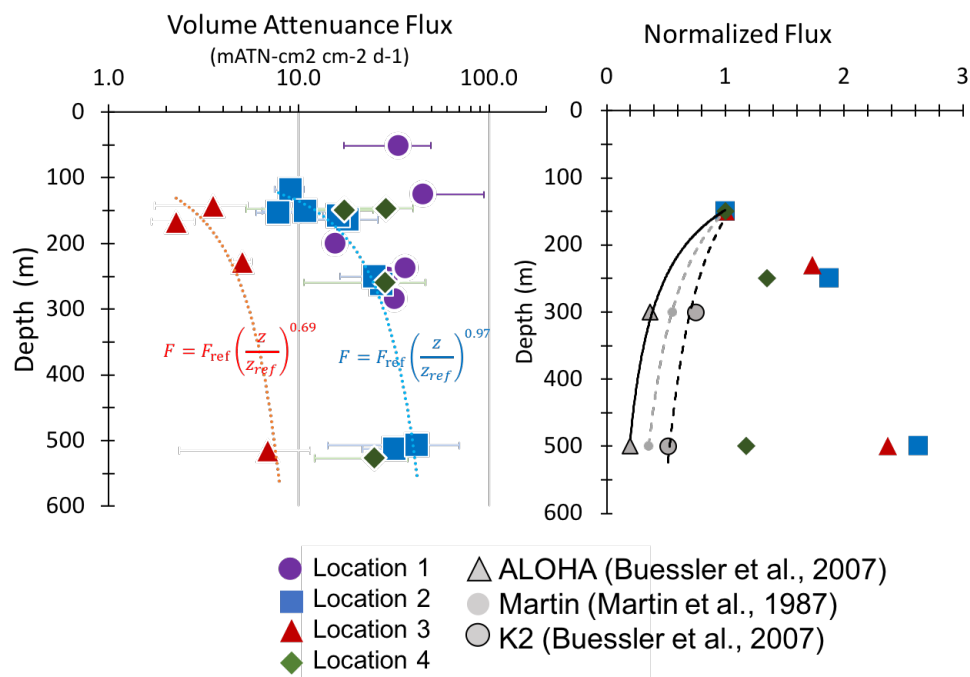 Volume Attenuance Flux
(mATN-cm2 cm-2 d-1)
1.0 10.0 100.0
0
100
200
300
400
500
600
Depth (m)
F = F_ref (z/z_ref)^0.69
F = F_ref (z/z_ref)^0.97
Normalized Flux
0 1 2 3
0
100
200
300
400
500
600
Depth (m)
Location 1
Location 2
Location 3
Location 4
ALOHA (Buessler et al., 2007)
Martin (Martin et al., 1987)
K2 (Buessler et al., 2007)